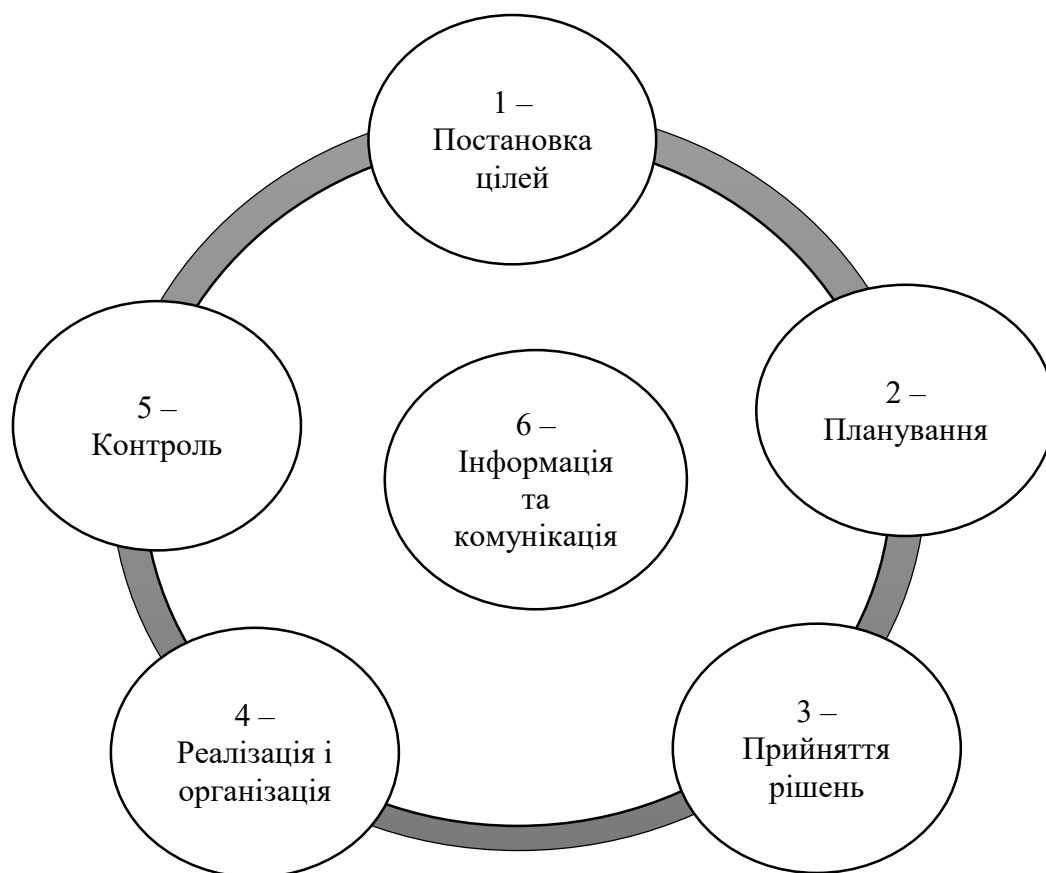 1 –
Постановка
цілей
2 –
Планування
3 –
Прийняття
рішень
4 –
Реалізація і
організація
5 –
Контроль
6 –
Інформація
та
комунікація